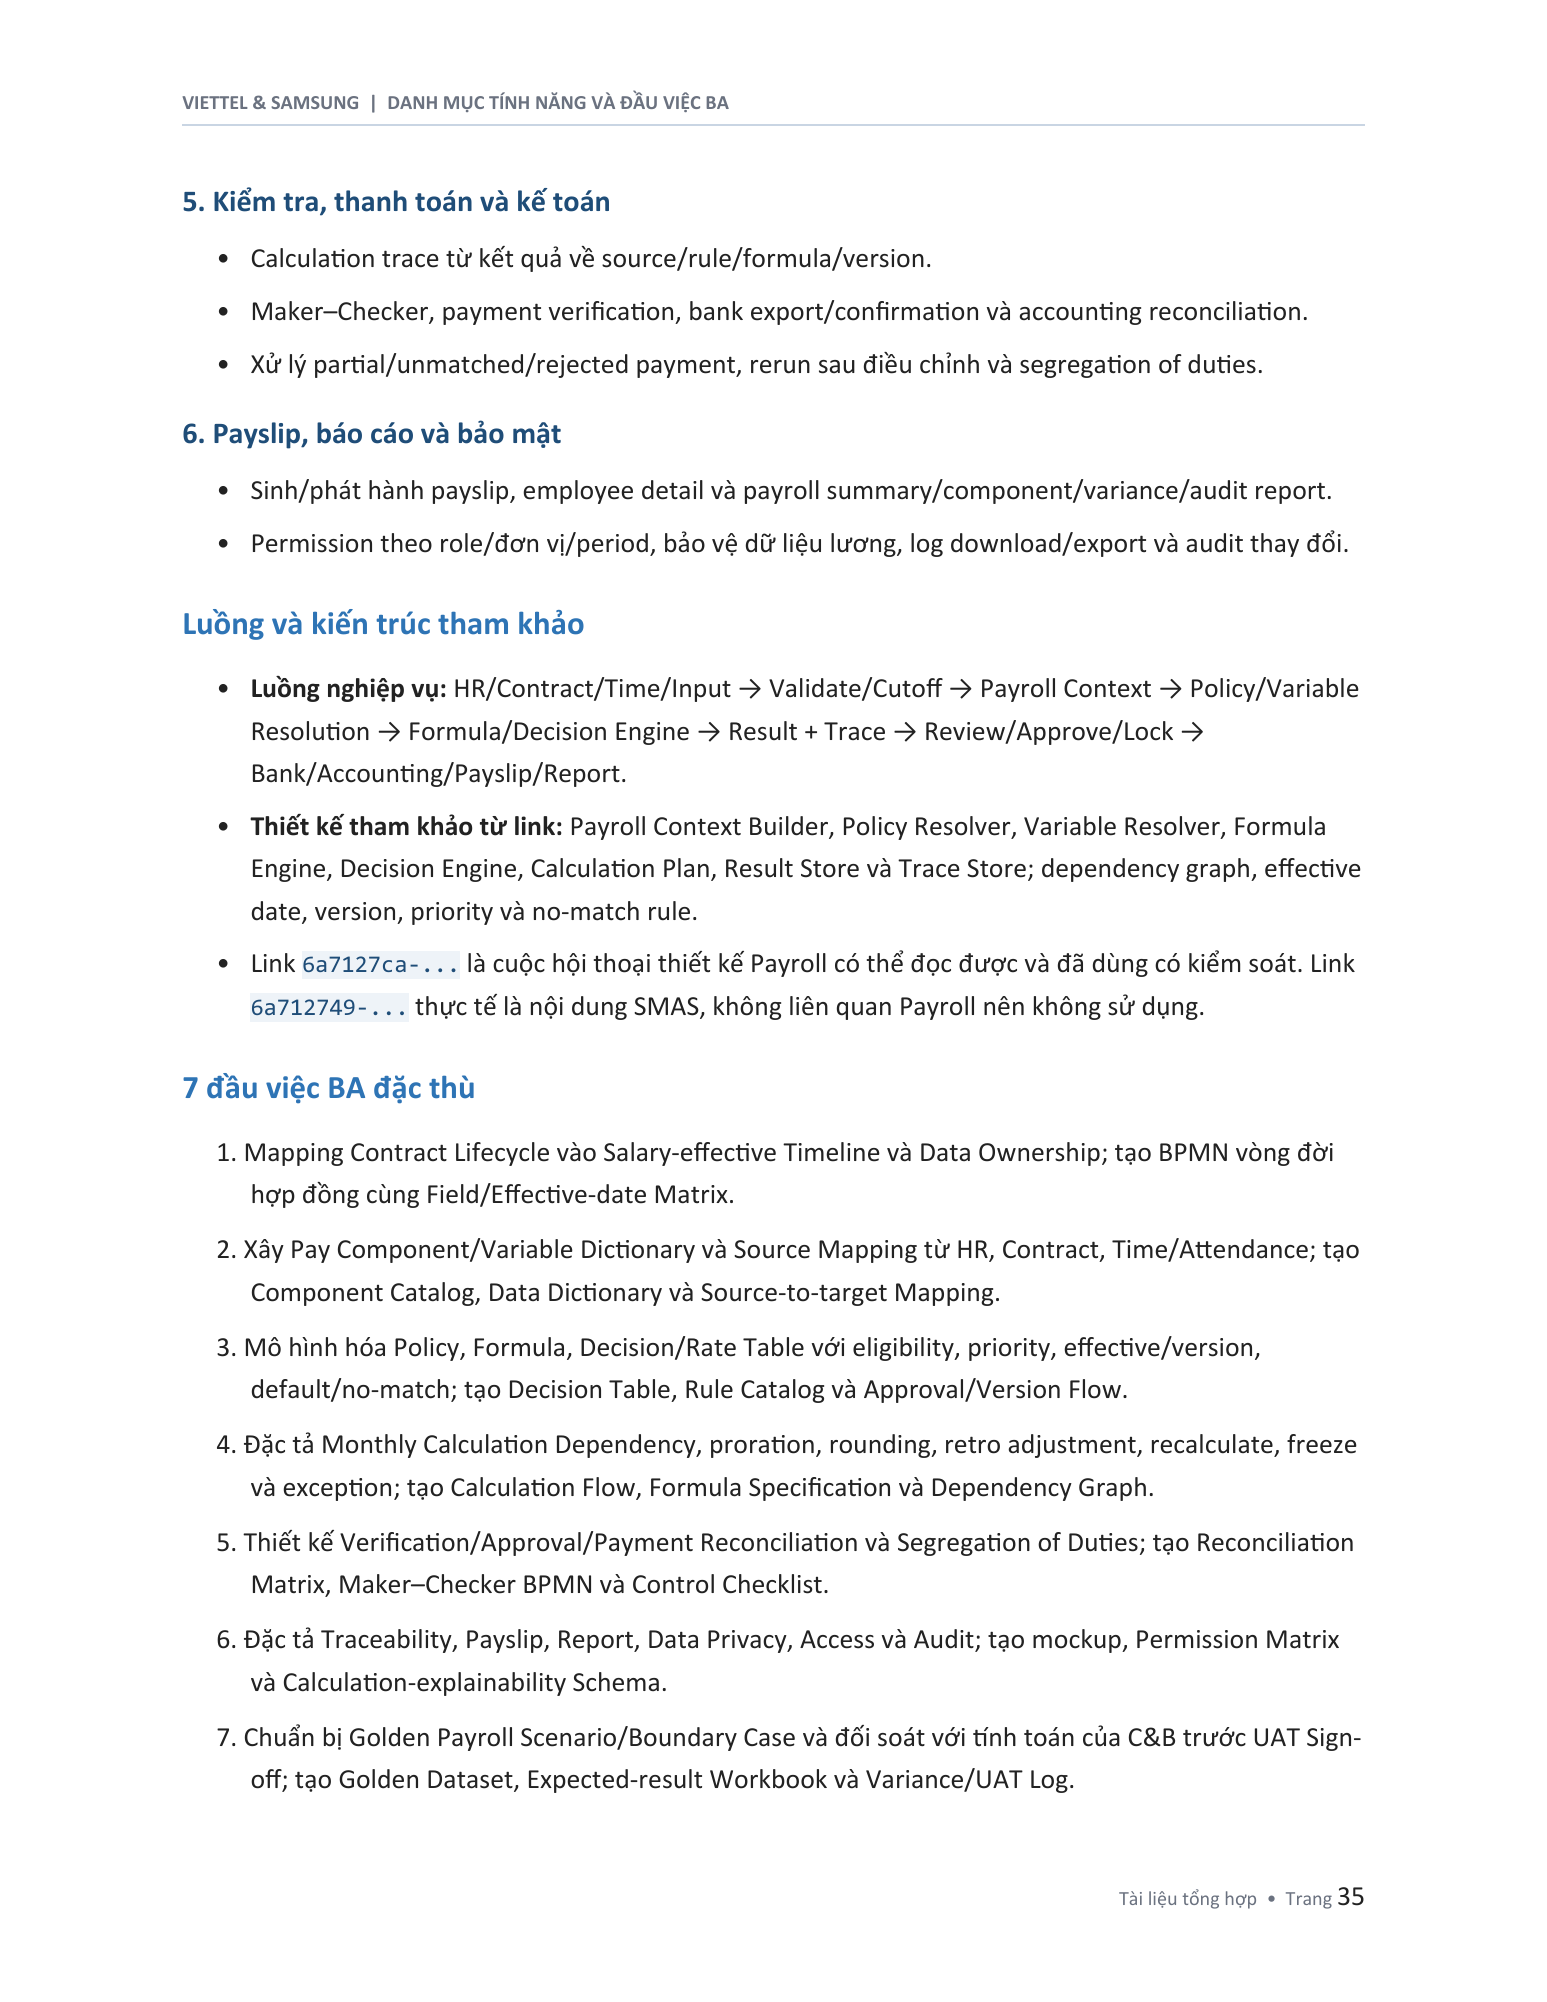 VIETTEL & SAMSUNG | DANH MỤC TÍNH NĂNG VÀ ĐẦU VIỆC BA
5. Kiểm tra, thanh toán và kế toán
• Calculation trace từ kết quả về source/rule/formula/version.
• Maker–Checker, payment verification, bank export/confirmation và accounting reconciliation.
• Xử lý partial/unmatched/rejected payment, rerun sau điều chỉnh và segregation of duties.
6. Payslip, báo cáo và bảo mật
• Sinh/phát hành payslip, employee detail và payroll summary/component/variance/audit report.
• Permission theo role/đơn vị/period, bảo vệ dữ liệu lương, log download/export và audit thay đổi.
Luồng và kiến trúc tham khảo
• Luồng nghiệp vụ: HR/Contract/Time/Input → Validate/Cutoff → Payroll Context → Policy/Variable
Resolution → Formula/Decision Engine → Result + Trace → Review/Approve/Lock →
Bank/Accounting/Payslip/Report.
• Thiết kế tham khảo từ link: Payroll Context Builder, Policy Resolver, Variable Resolver, Formula
Engine, Decision Engine, Calculation Plan, Result Store và Trace Store; dependency graph, effective
date, version, priority và no-match rule.
• Link 6a7127ca-... là cuộc hội thoại thiết kế Payroll có thể đọc được và đã dùng có kiểm soát. Link
6a712749-... thực tế là nội dung SMAS, không liên quan Payroll nên không sử dụng.
7 đầu việc BA đặc thù
1. Mapping Contract Lifecycle vào Salary-effective Timeline và Data Ownership; tạo BPMN vòng đời
hợp đồng cùng Field/Effective-date Matrix.
2. Xây Pay Component/Variable Dictionary và Source Mapping từ HR, Contract, Time/Attendance; tạo
Component Catalog, Data Dictionary và Source-to-target Mapping.
3. Mô hình hóa Policy, Formula, Decision/Rate Table với eligibility, priority, effective/version,
default/no-match; tạo Decision Table, Rule Catalog và Approval/Version Flow.
4. Đặc tả Monthly Calculation Dependency, proration, rounding, retro adjustment, recalculate, freeze
và exception; tạo Calculation Flow, Formula Specification và Dependency Graph.
5. Thiết kế Verification/Approval/Payment Reconciliation và Segregation of Duties; tạo Reconciliation
Matrix, Maker–Checker BPMN và Control Checklist.
6. Đặc tả Traceability, Payslip, Report, Data Privacy, Access và Audit; tạo mockup, Permission Matrix
và Calculation-explainability Schema.
7. Chuẩn bị Golden Payroll Scenario/Boundary Case và đối soát với tính toán của C&B trước UAT Sign-
off; tạo Golden Dataset, Expected-result Workbook và Variance/UAT Log.
Tài liệu tổng hợp • Trang 35